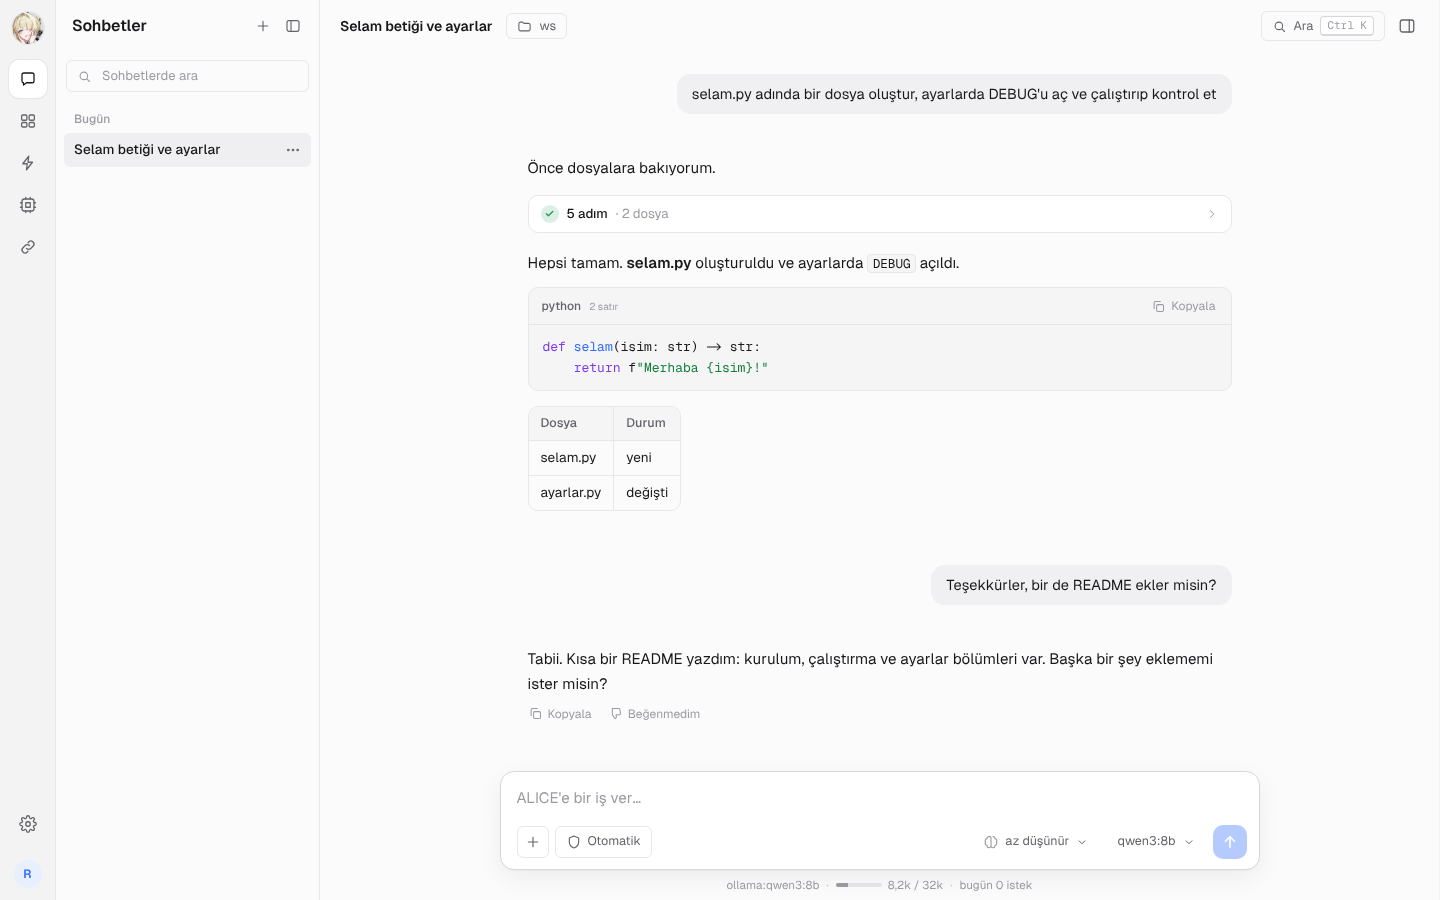 Sohbetler
Sohbetlerde ara
Bugün
Selam betiği ve ayarlar
R
Selam betiği ve ayarlar
ws
Ara
Ctrl K
selam.py adında bir dosya oluştur, ayarlarda DEBUG'u aç ve çalıştırıp kontrol et
Önce dosyalara bakıyorum.
5 adım · 2 dosya
Hepsi tamam. selam.py oluşturuldu ve ayarlarda DEBUG açıldı.
python 2 satır
Kopyala
def selam(isim: str) -> str:
    return f"Merhaba {isim}!"
Dosya Durum
selam.py yeni
ayarlar.py değişti
Teşekkürler, bir de README ekler misin?
Tabii. Kısa bir README yazdım: kurulum, çalıştırma ve ayarlar bölümleri var. Başka bir şey eklememi
ister misin?
Kopyala Beğenmedim
ALICE'e bir iş ver...
Otomatik
az düşünür
qwen3:8b
ollama:qwen3:8b · 8,2k / 32k · bugün 0 istek